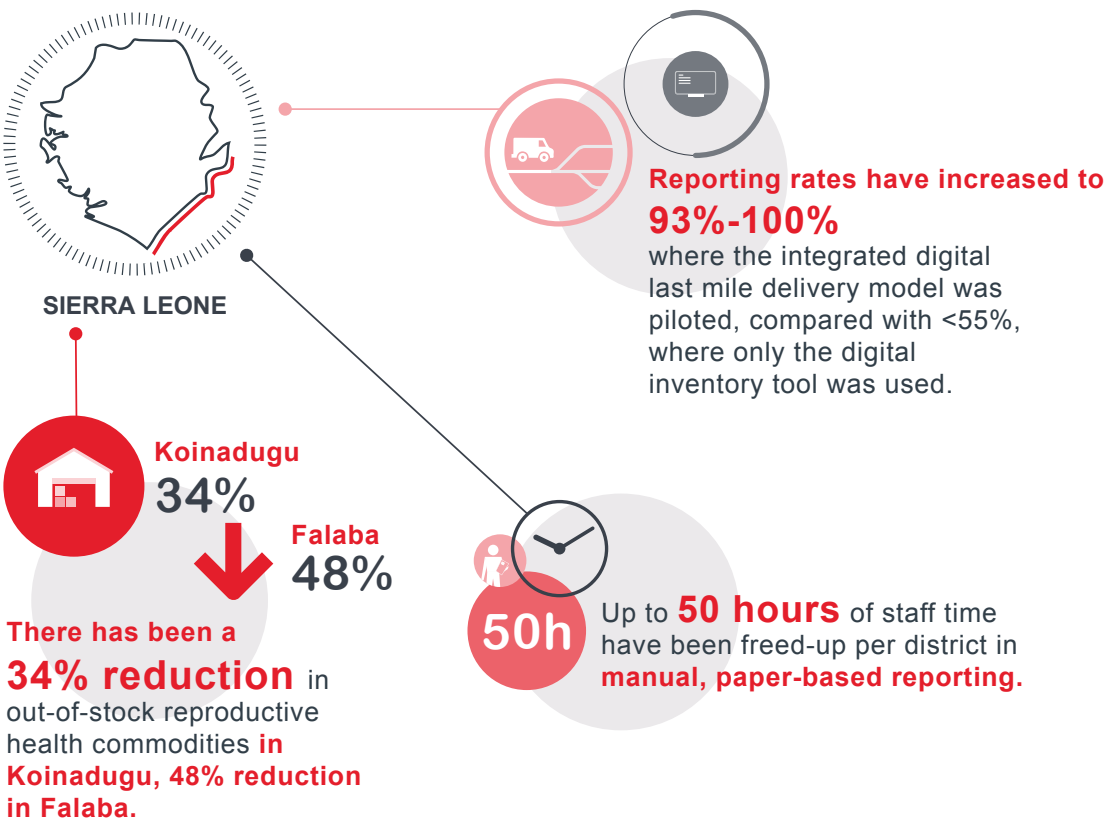 SIERRA LEONE
Reporting rates have increased to
93%-100%
where the integrated digital
last mile delivery model was
piloted, compared with <55%,
where only the digital
inventory tool was used.
Koinadugu
34%
Falaba
48%
There has been a
34% reduction in
out-of-stock reproductive
health commodities in
Koinadugu, 48% reduction
in Falaba.
50h
Up to 50 hours of staff time
have been freed-up per district in
manual, paper-based reporting.